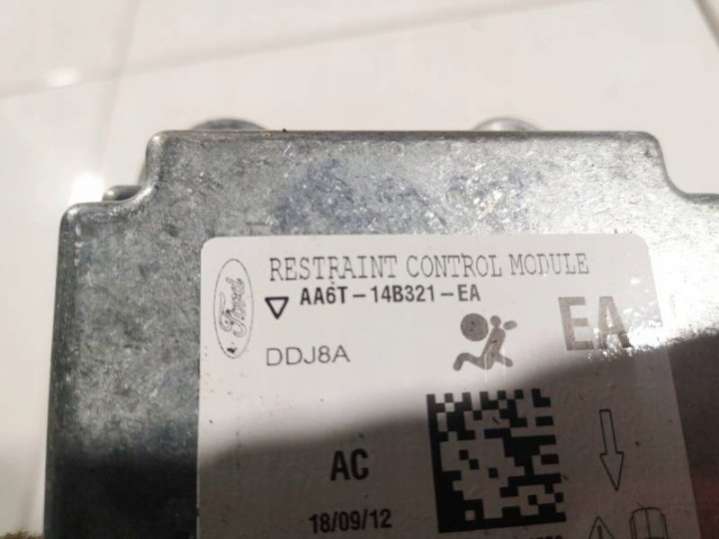 Ford
RESTRAINT CONTROL MODULE
AA6T-14B321-EA
EA
DDJ8A
AC
18/09/12